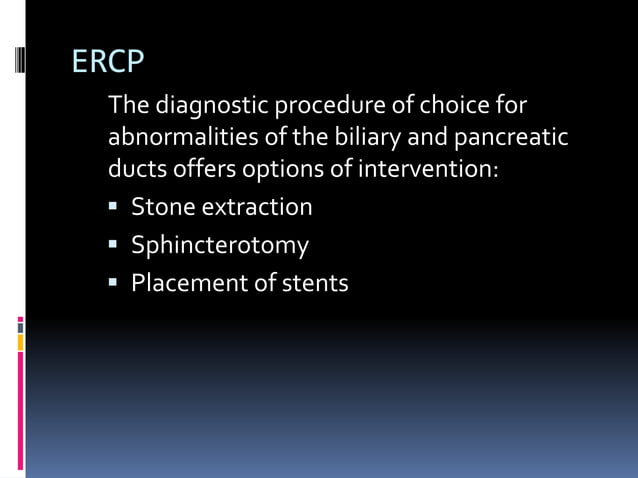 ERCP
The diagnostic procedure of choice for
abnormalities of the biliary and pancreatic
ducts offers options of intervention:
▪ Stone extraction
▪ Sphincterotomy
▪ Placement of stents